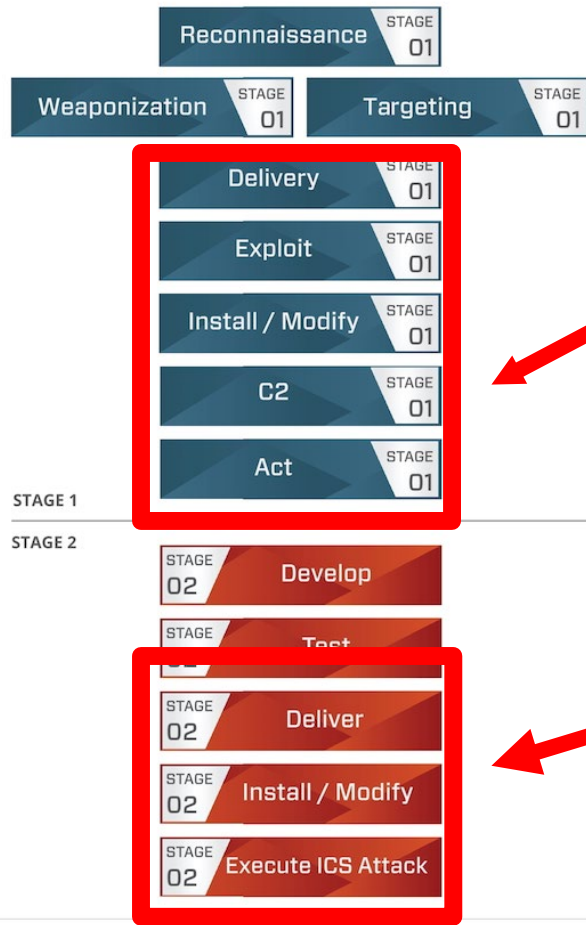 Reconnaissance STAGE 01
Weaponization STAGE 01 Targeting STAGE 01
Delivery STAGE 01
Exploit STAGE 01
Install / Modify STAGE 01
C2 STAGE 01
Act STAGE 01
STAGE 1
STAGE 2
STAGE 02 Develop
STAGE Test
STAGE 02 Deliver
STAGE 02 Install / Modify
STAGE 02 Execute ICS Attack